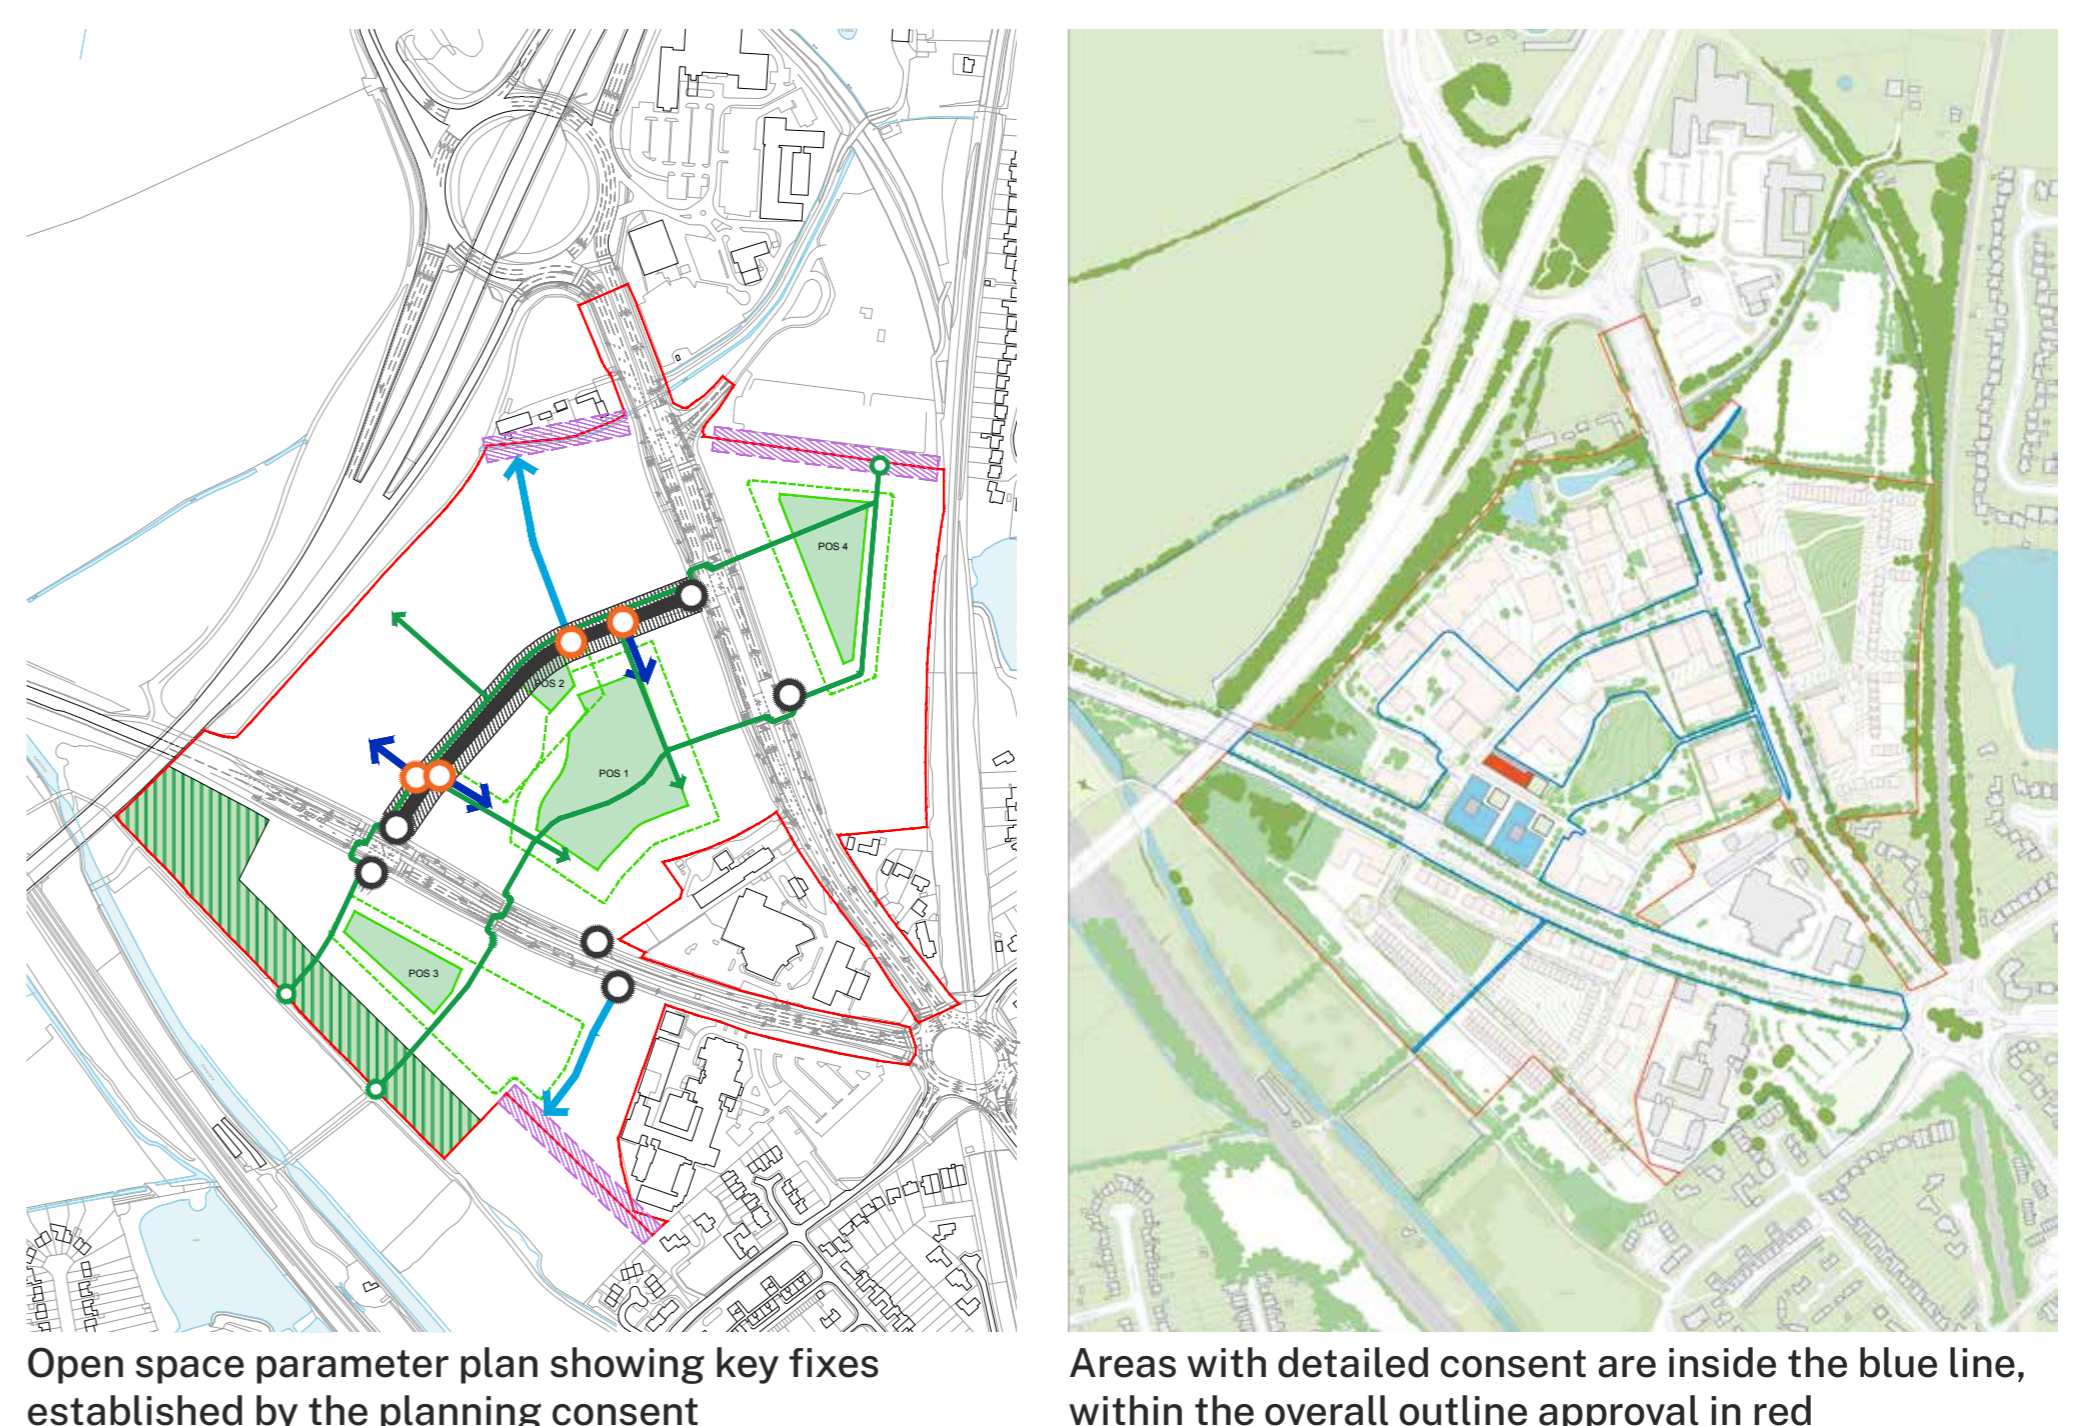 POS 4
POS 2
POS 1
POS 3
Open space parameter plan showing key fixes
established by the planning consent
Areas with detailed consent are inside the blue line,
within the overall outline approval in red